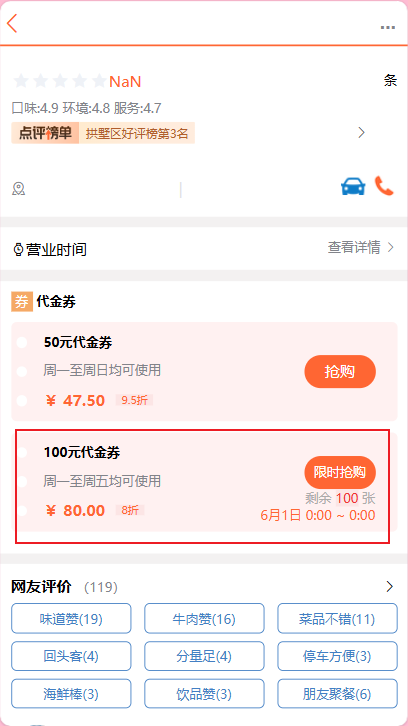 NaN 条
口味:4.9 环境:4.8 服务:4.7
点评榜单 拱墅区好评榜第3名
营业时间 查看详情
券 代金券
50元代金券
周一至周日均可使用 抢购
¥ 47.50 9.5折
100元代金券
周一至周五均可使用 限时抢购
剩余 100 张
¥ 80.00 8折 6月1日 0:00 ~ 0:00
网友评价 (119)
味道赞(19) 牛肉赞(16) 菜品不错(11)
回头客(4) 分量足(4) 停车方便(3)
海鲜棒(3) 饮品赞(3) 朋友聚餐(6)